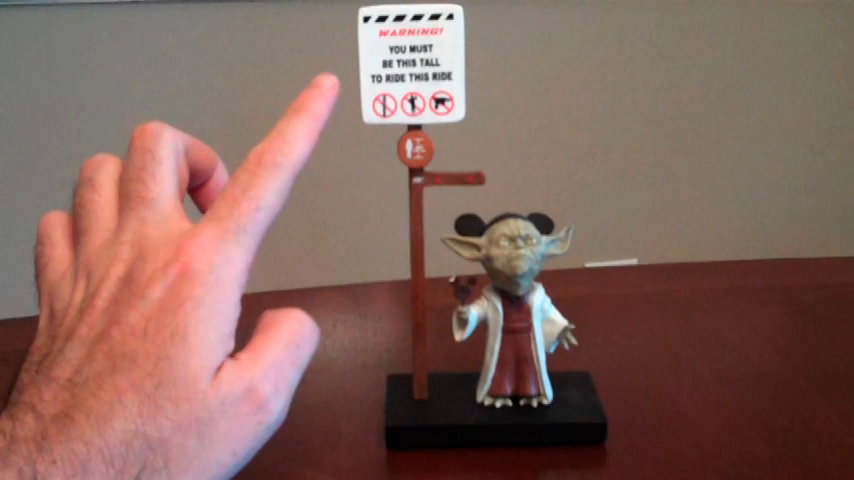 WARNING!
YOU MUST
BE THIS TALL
TO RIDE THIS RIDE